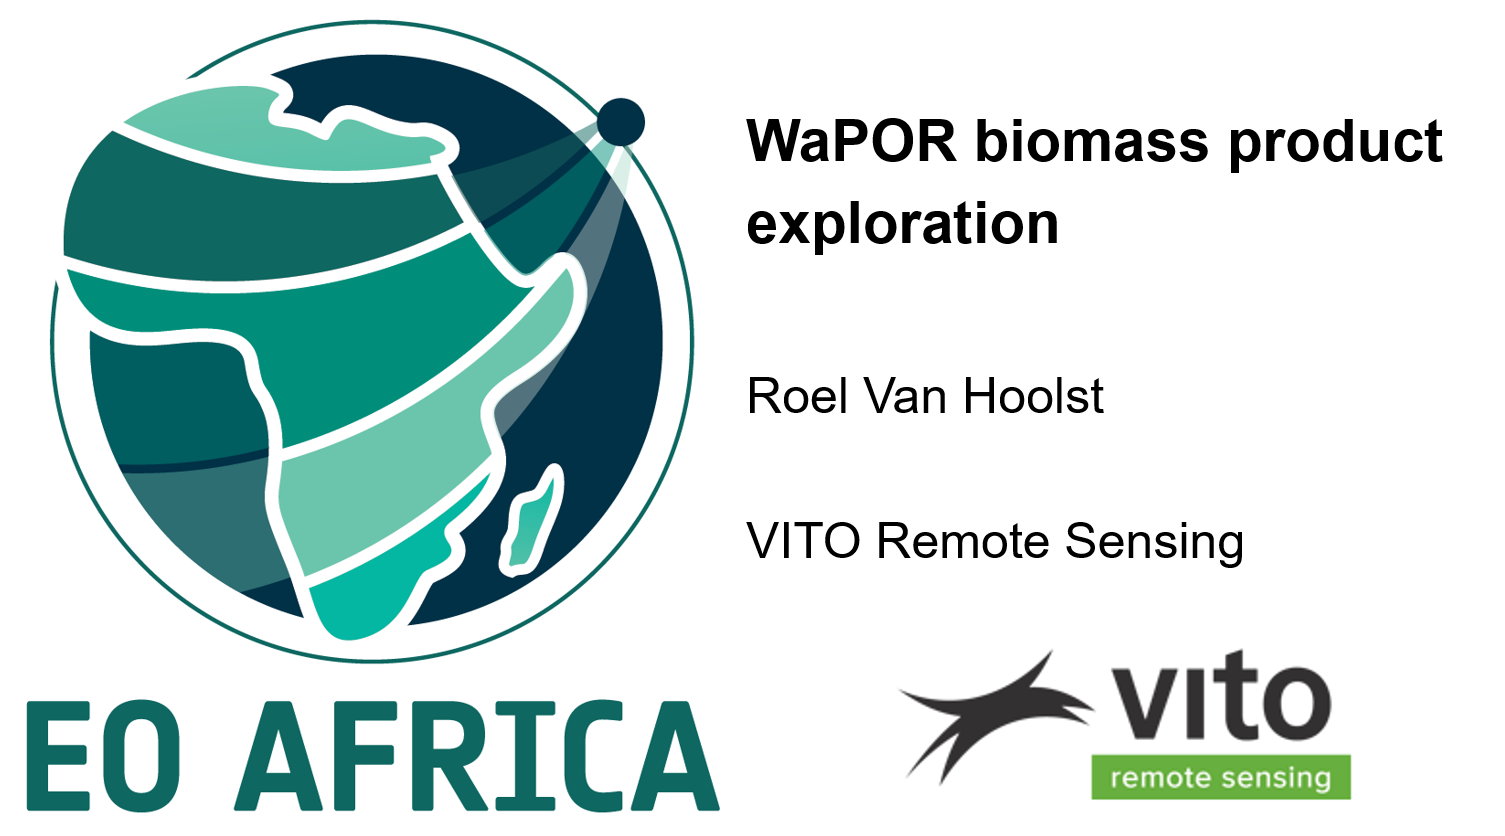 WaPOR biomass product
exploration
Roel Van Hoolst
VITO Remote Sensing
EO AFRICA
vito
remote sensing